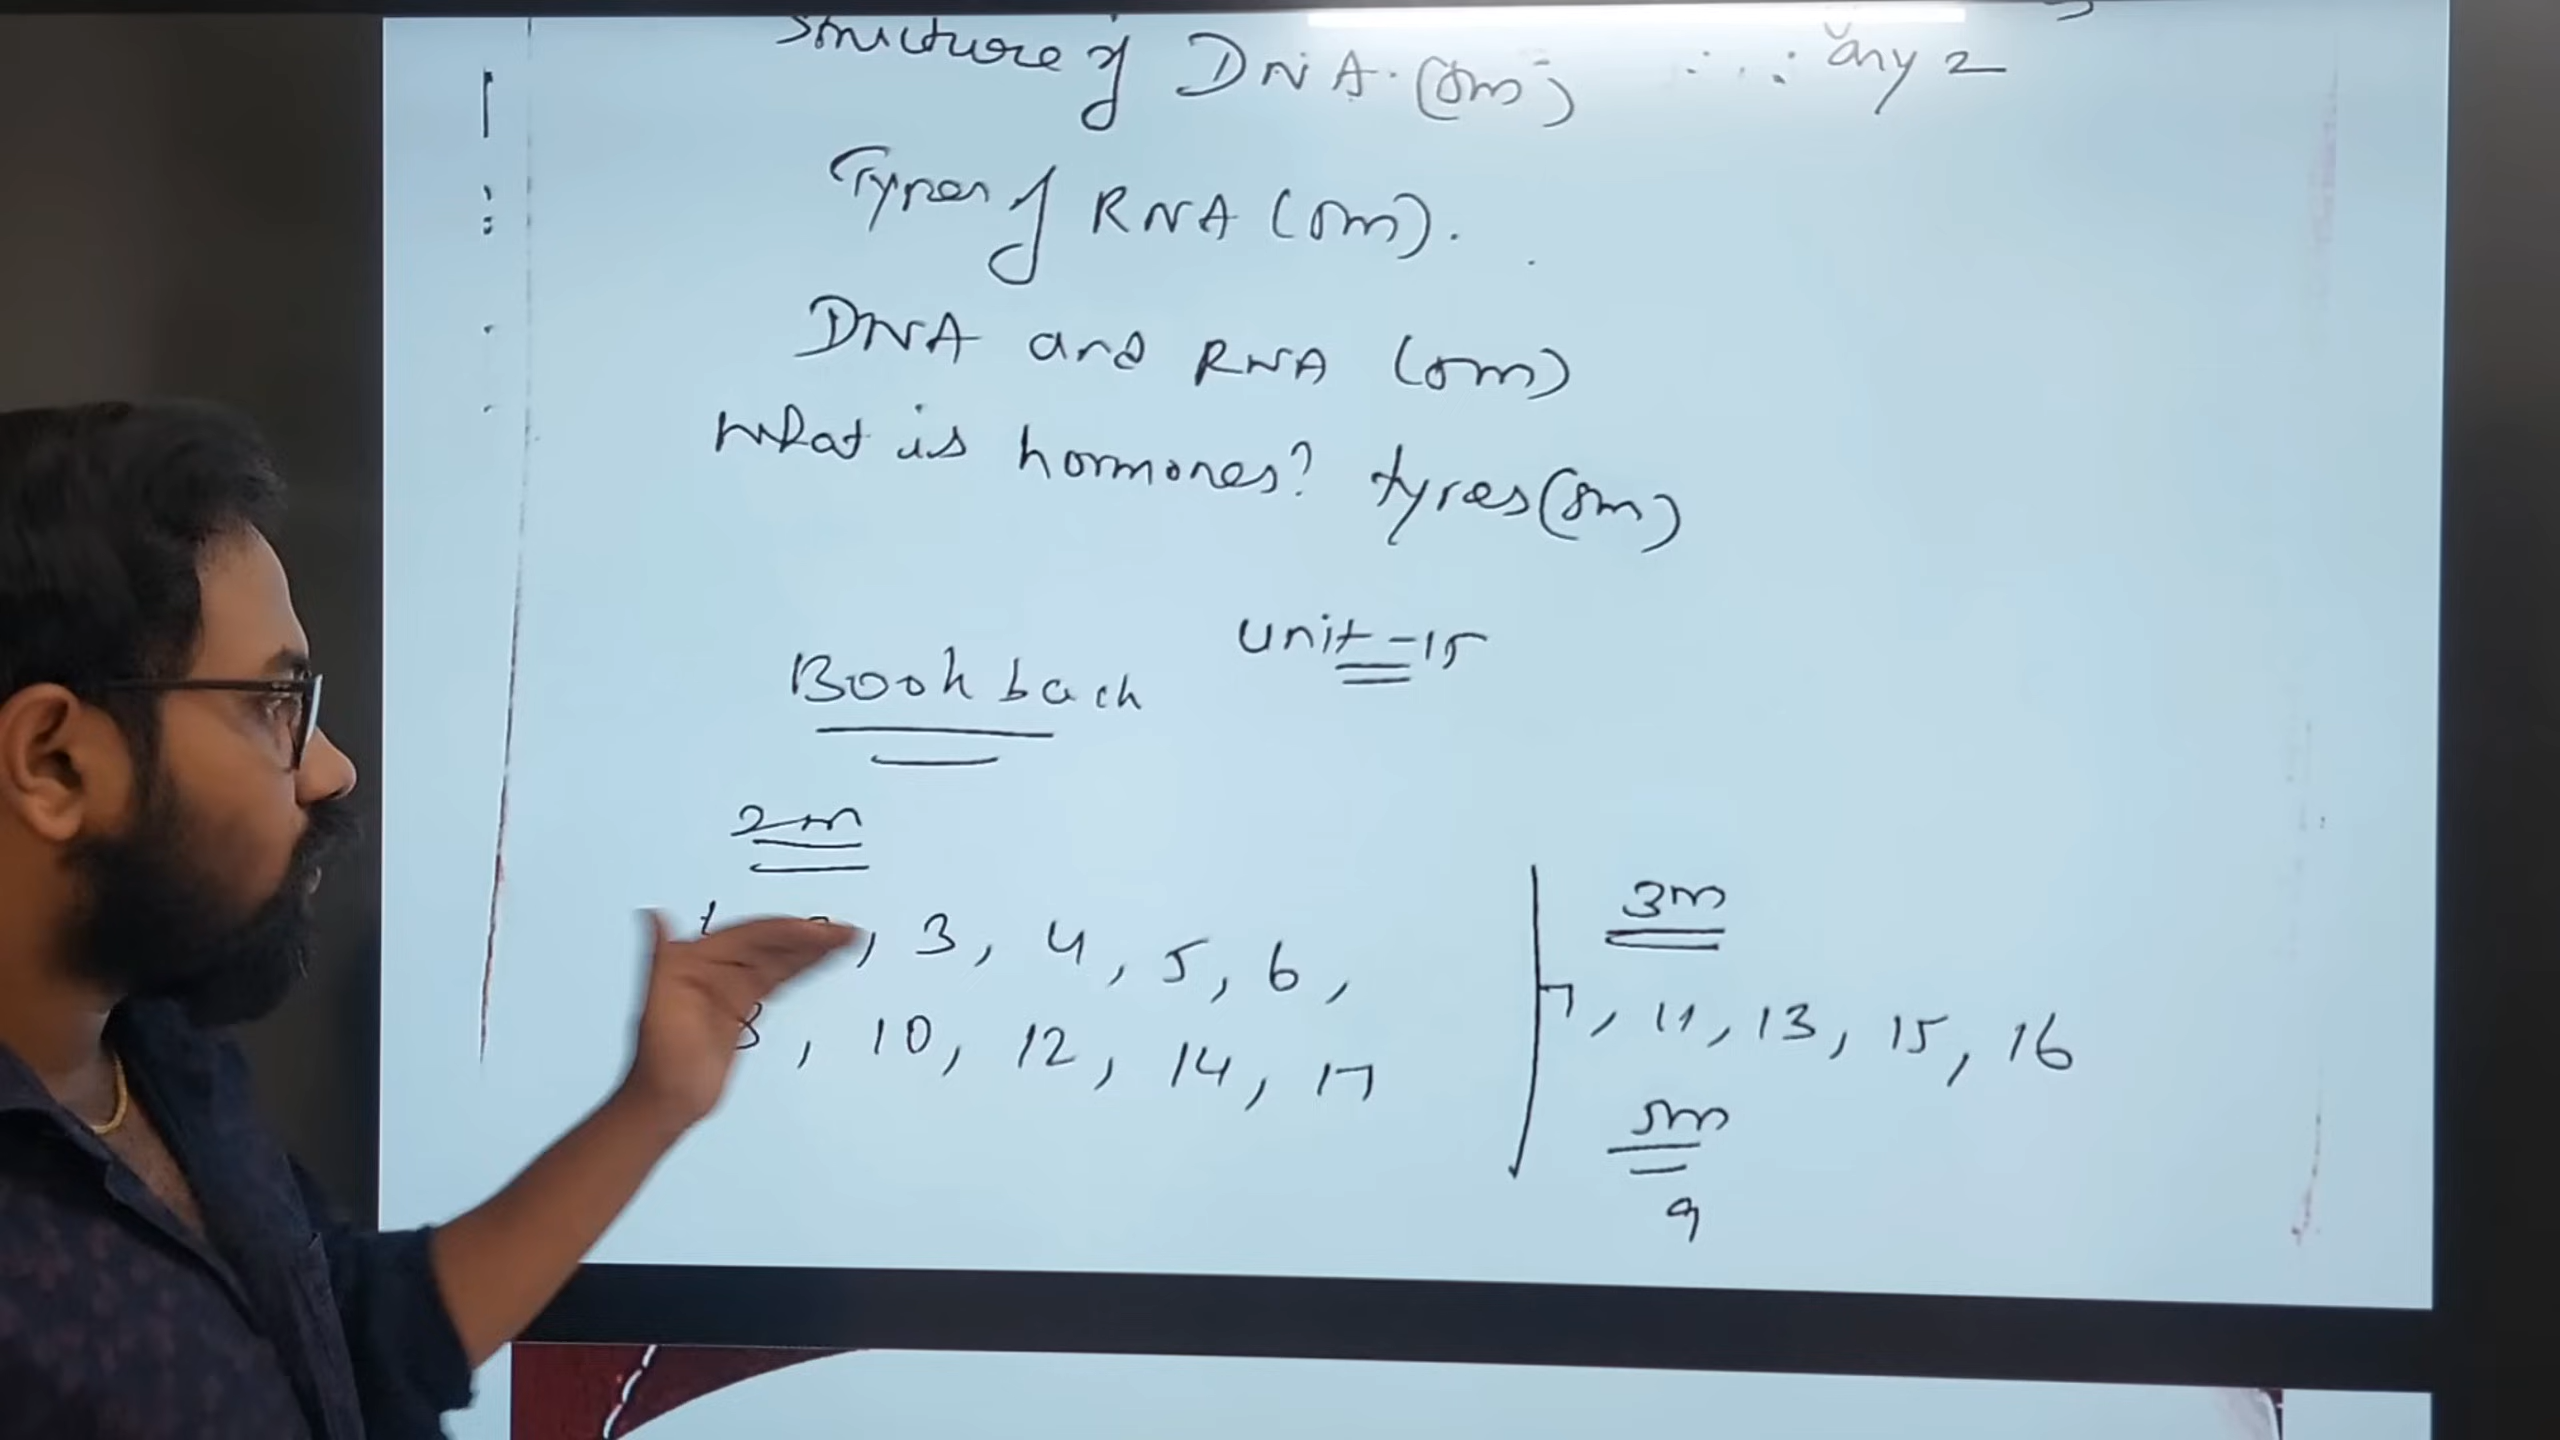 structure of DNA. (5m) any 2
Types of RNA (5m).
DNA and RNA (5m)
What is hormones? types (5m)
Unit-15
Book back
2m
3, 4, 5, 6,
8, 10, 12, 14, 17
3m
7, 11, 13, 15, 16
5m
9